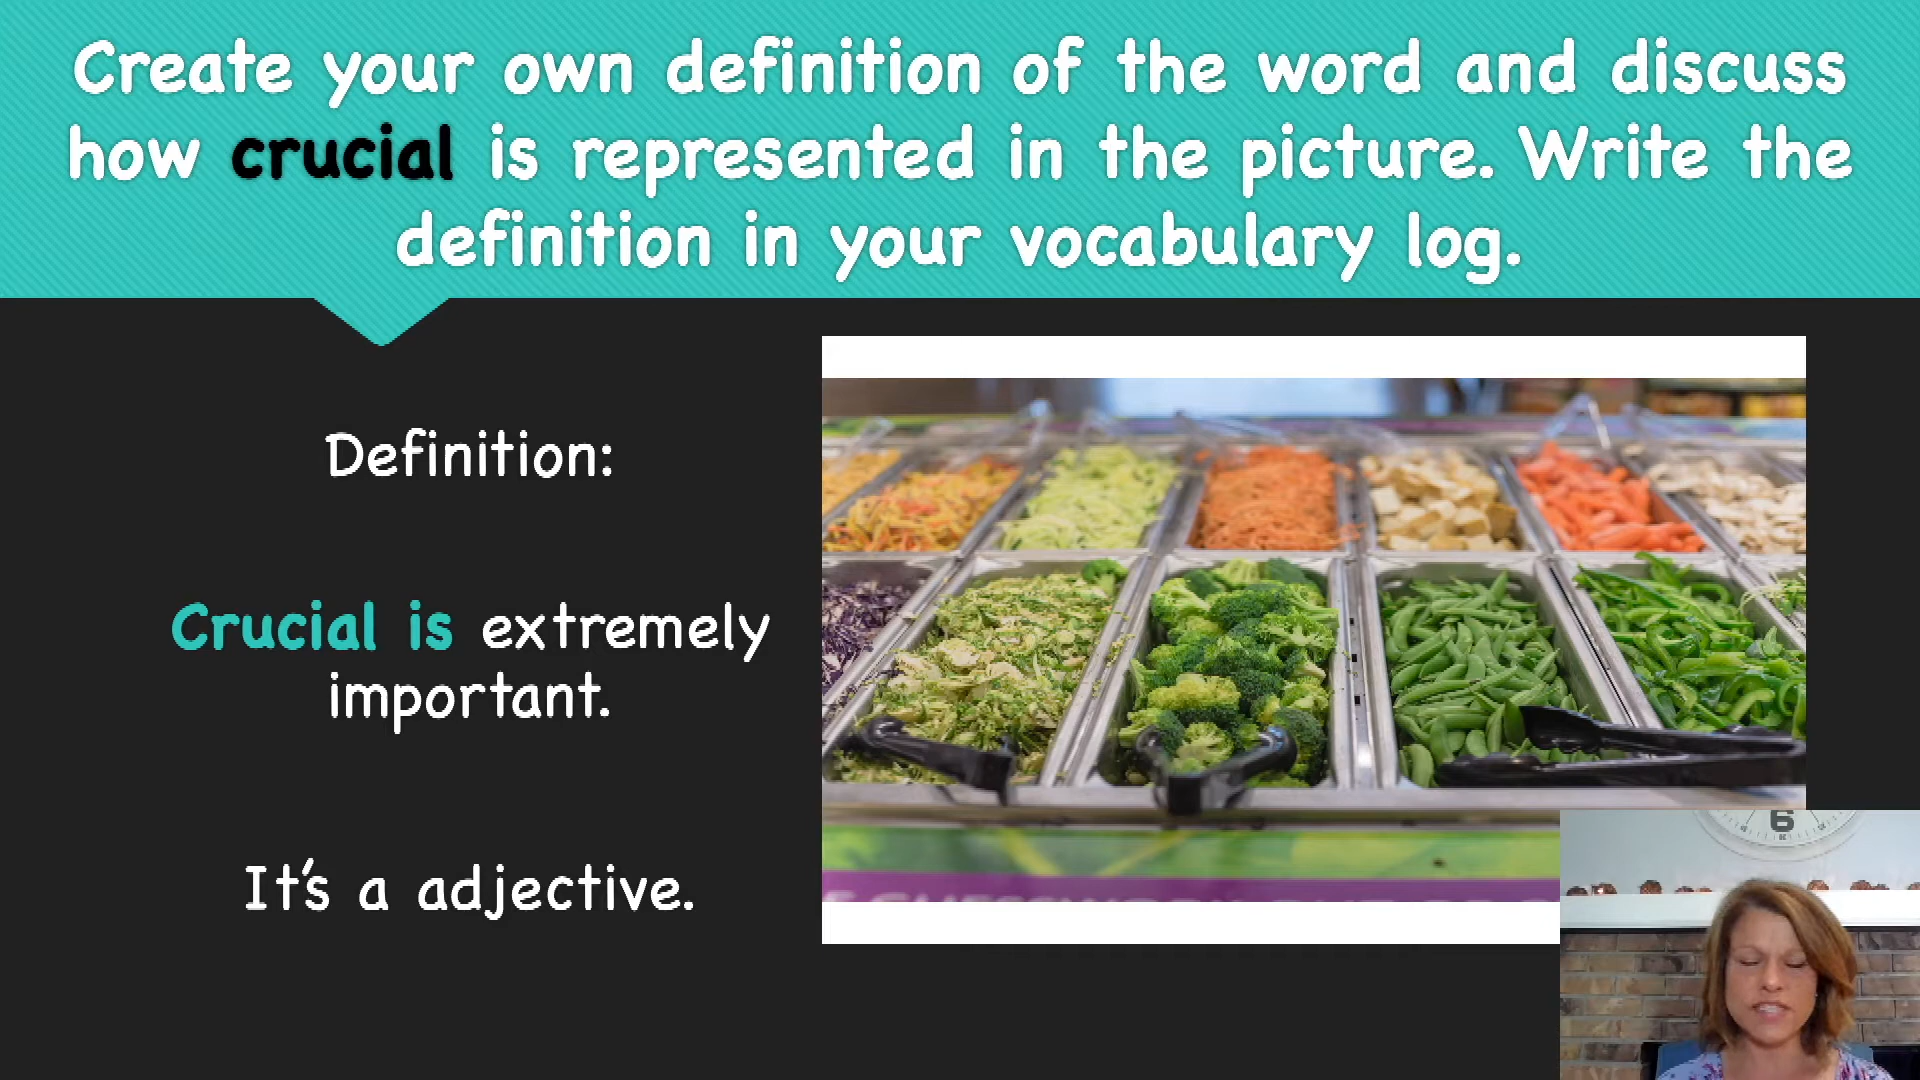 Create your own definition of the word and discuss
how crucial is represented in the picture. Write the
definition in your vocabulary log.
Definition:
Crucial is extremely
important.
It's a adjective.
6